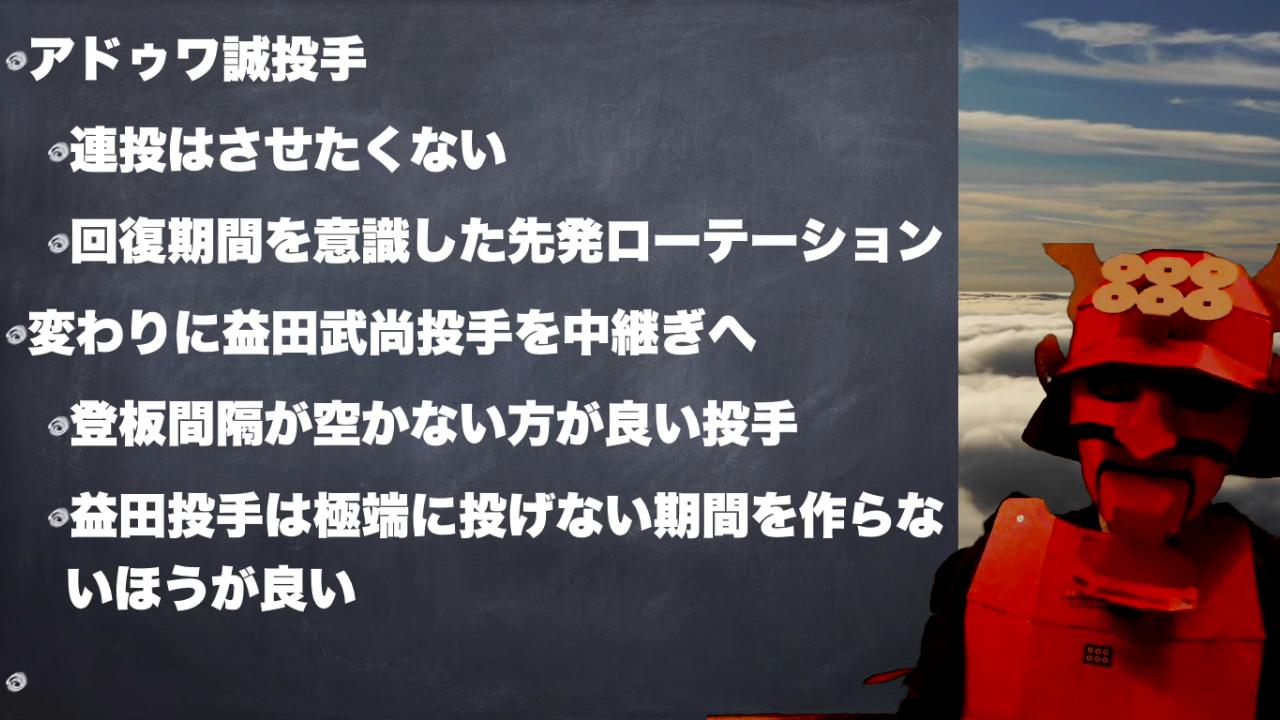 アドゥワ誠投手
連投はさせたくない
回復期間を意識した先発ローテーション
変わりに益田武尚投手を中継ぎへ
登板間隔が空かない方が良い投手
益田投手は極端に投げない期間を作らな
いほうが良い